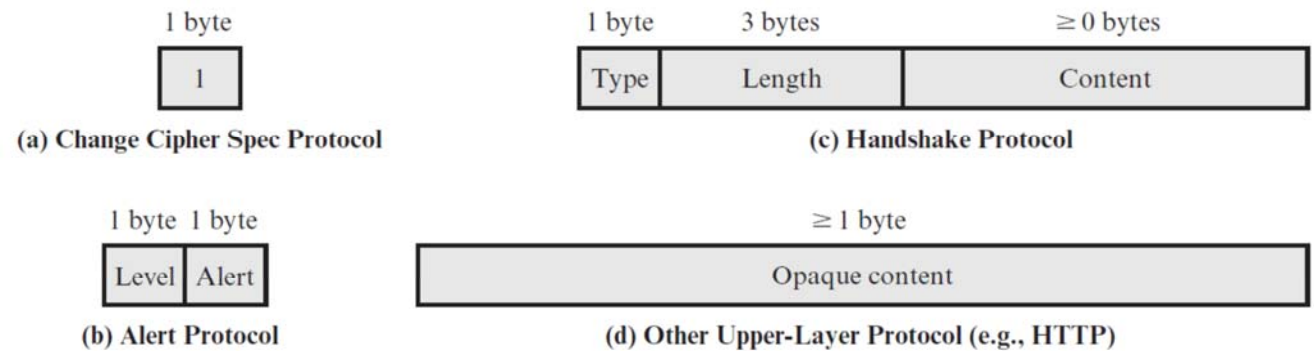 1 byte
1
(a) Change Cipher Spec Protocol
1 byte 3 bytes ≥ 0 bytes
Type Length Content
(c) Handshake Protocol
1 byte 1 byte
Level Alert
(b) Alert Protocol
≥ 1 byte
Opaque content
(d) Other Upper-Layer Protocol (e.g., HTTP)